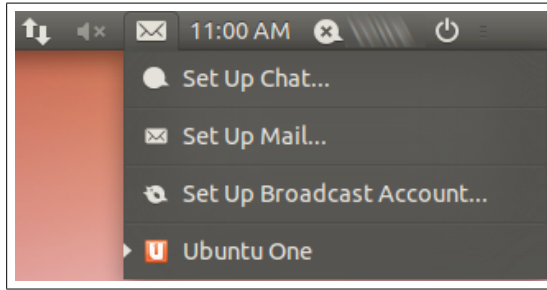 11:00 AM
Set Up Chat...
Set Up Mail...
Set Up Broadcast Account...
Ubuntu One